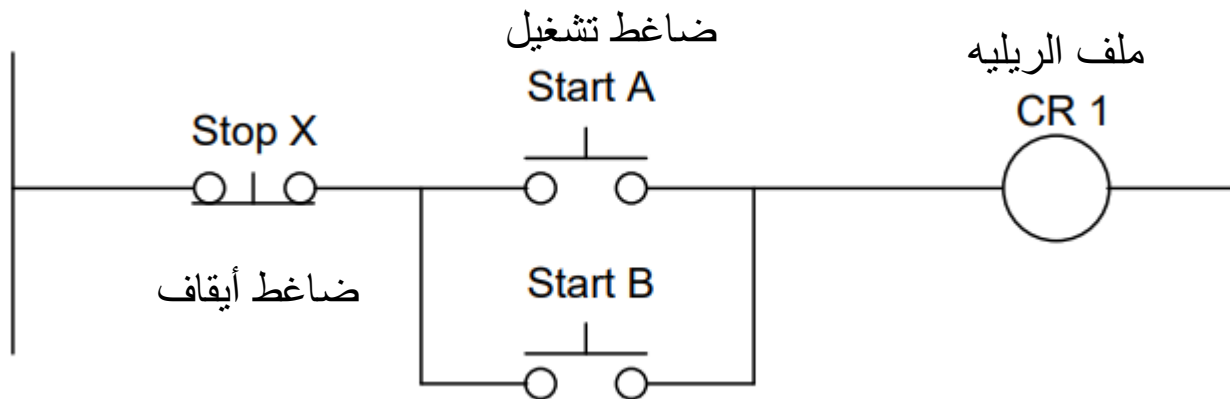 ضاغط تشغيل
ملف الريليه
Start A
CR 1
Stop X
ضاغط أيقاف
Start B